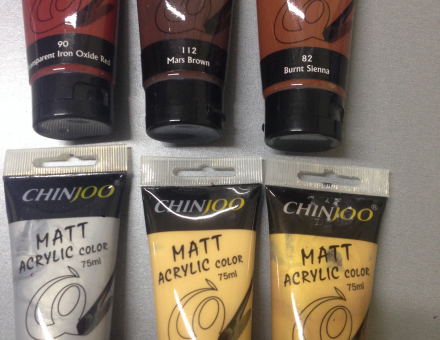 90
Transparent Iron Oxide Red
112
Mars Brown
82
Burnt Sienna
CHINJOO®
MATT
ACRYLIC COLOR
75ml
CHINJOO®
MATT
ACRYLIC COLOR
75ml
CHINJOO®
MATT
ACRYLIC COLOR
75ml